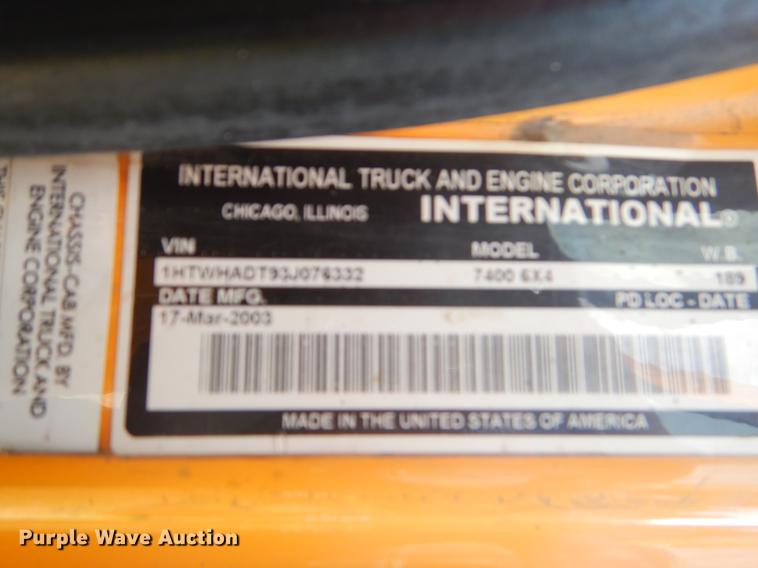 CHASSIS-CAB MFD. BY
INTERNATIONAL TRUCK AND
ENGINE CORPORATION
INTERNATIONAL TRUCK AND ENGINE CORPORATION
CHICAGO, ILLINOIS INTERNATIONAL®
VIN MODEL W.B.
1HTWHADT93J076332 7400 6X4 189
DATE MFG. PD LOC - DATE
17-Mar-2003
MADE IN THE UNITED STATES OF AMERICA
Purple Wave Auction